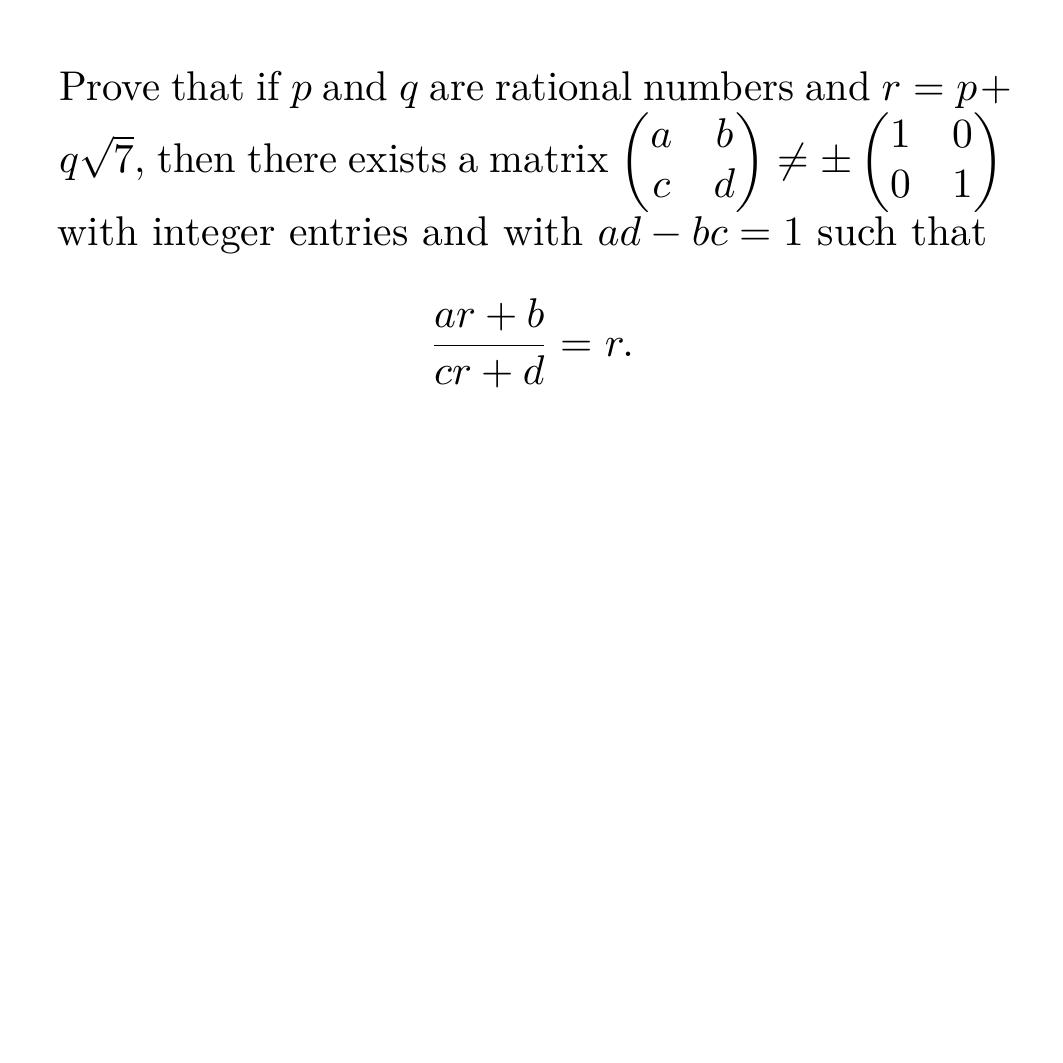 Prove that if $p$ and $q$ are rational numbers and $r = p+$
$q\sqrt{7}$, then there exists a matrix $\begin{pmatrix} a & b \\ c & d \end{pmatrix} \neq \pm \begin{pmatrix} 1 & 0 \\ 0 & 1 \end{pmatrix}$
with integer entries and with $ad - bc = 1$ such that
$\frac{ar + b}{cr + d} = r.$